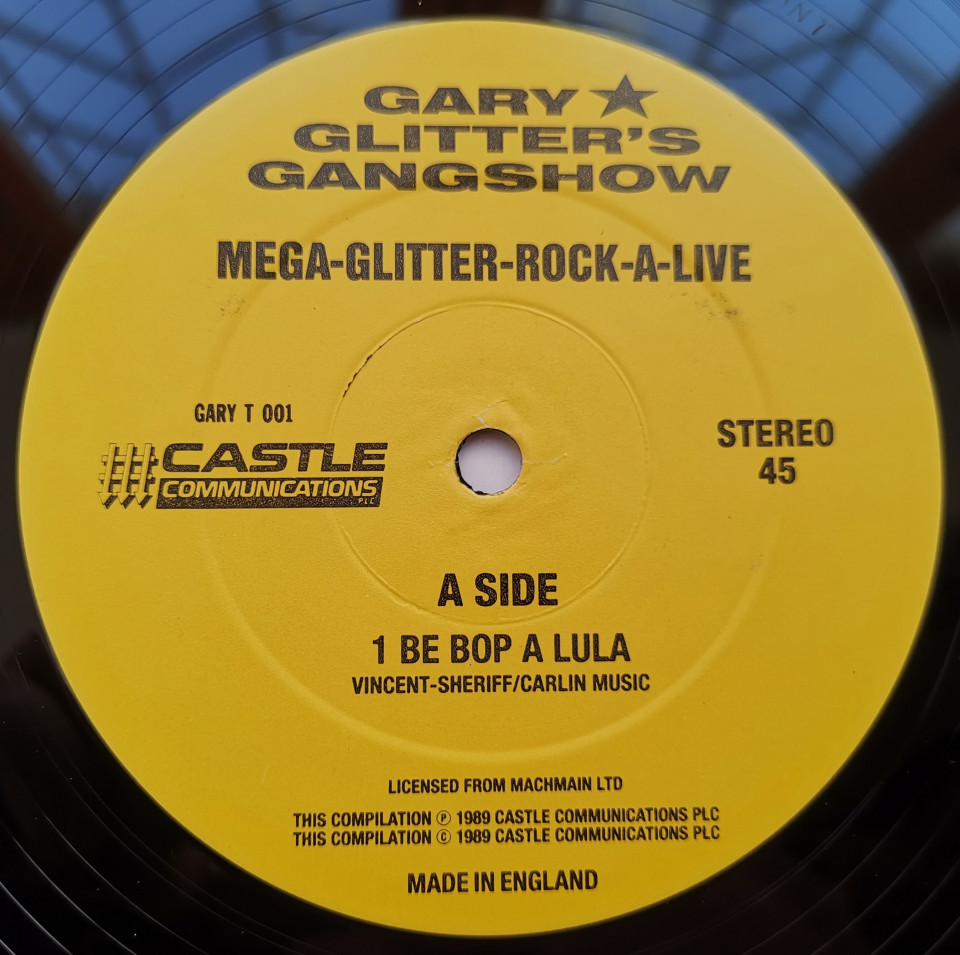 GARY ★
GLITTER'S
GANGSHOW
MEGA-GLITTER-ROCK-A-LIVE
GARY T 001
CASTLE
COMMUNICATIONS
PLC
STEREO
45
A SIDE
1 BE BOP A LULA
VINCENT-SHERIFF/CARLIN MUSIC
LICENSED FROM MACHMAIN LTD
THIS COMPILATION ℗ 1989 CASTLE COMMUNICATIONS PLC
THIS COMPILATION © 1989 CASTLE COMMUNICATIONS PLC
MADE IN ENGLAND